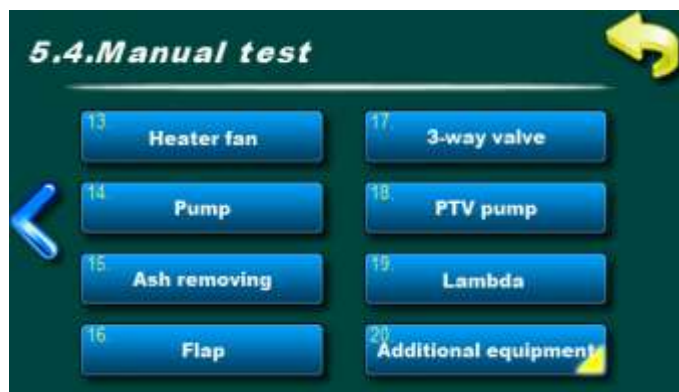 5.4.Manual test
13 Heater fan
17. 3-way valve
14 Pump
18. PTV pump
15 Ash removing
19. Lambda
16 Flap
20 Additional equipment